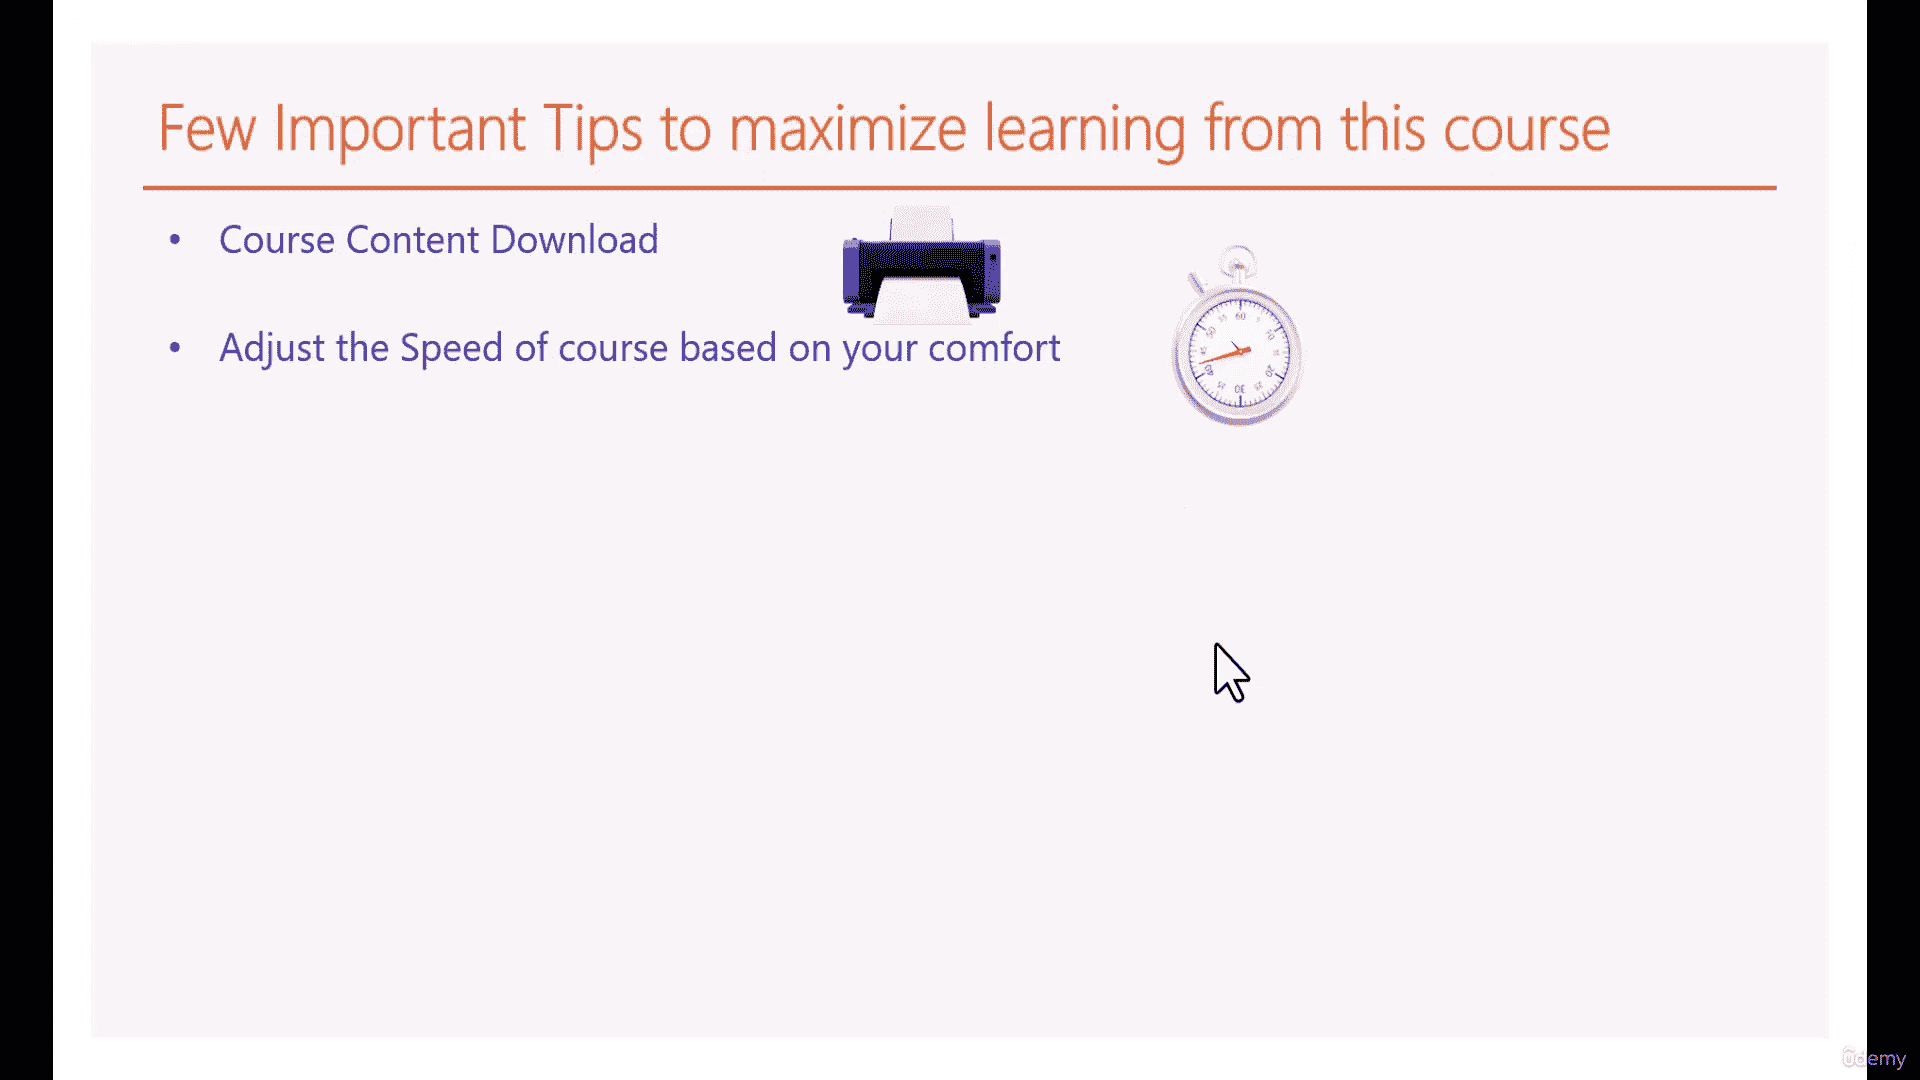 Few Important Tips to maximize learning from this course
• Course Content Download
• Adjust the Speed of course based on your comfort
ûdemy